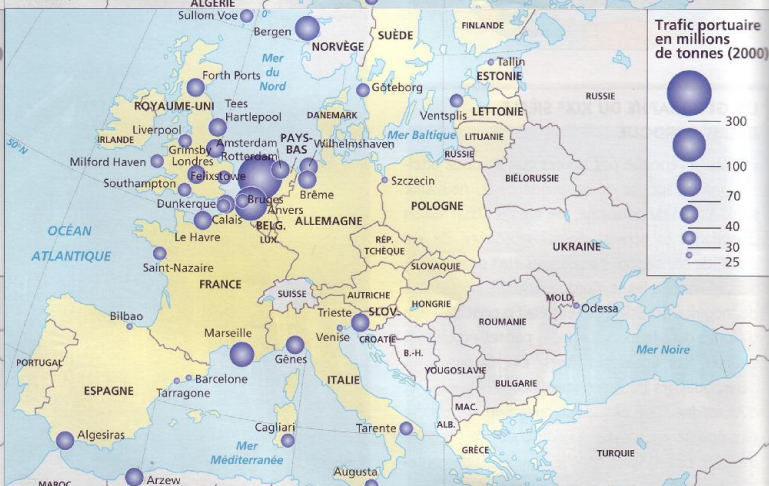 ALGÉRIE
Sullom Voe
0°
Bergen
NORVÈGE
SUÈDE
FINLANDE
Mer
du
Nord
Forth Ports
Tallin
ESTONIE
RUSSIE
Göteborg
Ventspils
LETTONIE
ROYAUME-UNI
Tees
Hartlepool
DANEMARK
Mer Baltique
LITUANIE
RUSSIE
IRLANDE
Liverpool
Grimsby
Amsterdam
PAYS-
BAS
Wilhelmshaven
50°N
Milford Haven
Londres
Rotterdam
BIÉLORUSSIE
Southampton
Felixstowe
Brême
Szczecin
Dunkerque
Bruges
Anvers
POLOGNE
Calais
BELG.
ALLEMAGNE
Le Havre
LUX.
OCÉAN
ATLANTIQUE
RÉP.
TCHÈQUE
UKRAINE
Saint-Nazaire
SLOVAQUIE
FRANCE
SUISSE
AUTRICHE
HONGRIE
MOLD.
Odessa
Bilbao
Trieste
SLOV.
ROUMANIE
Marseille
Venise
CROATIE
Gênes
B.-H.
Mer Noire
PORTUGAL
YOUGOSLAVIE
Barcelone
ITALIE
BULGARIE
ESPAGNE
Tarragone
MAC.
ALB.
Algesiras
Cagliari
Tarente
Mer
Méditerranée
GRÈCE
TURQUIE
Augusta
MAROC
Arzew
Trafic portuaire
en millions
de tonnes (2000)
300
100
70
40
30
25